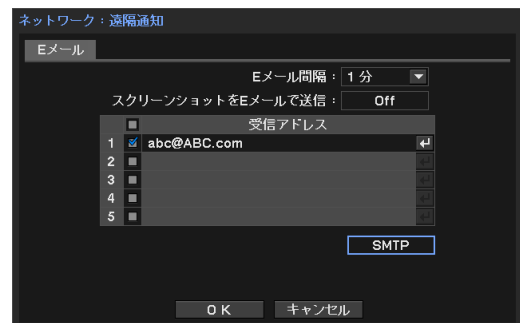 ネットワーク：遠隔通知
Eメール
Eメール間隔： 1 分
スクリーンショットをEメールで送信： Off
受信アドレス
1 abc@ABC.com
2
3
4
5
SMTP
O K キャンセル